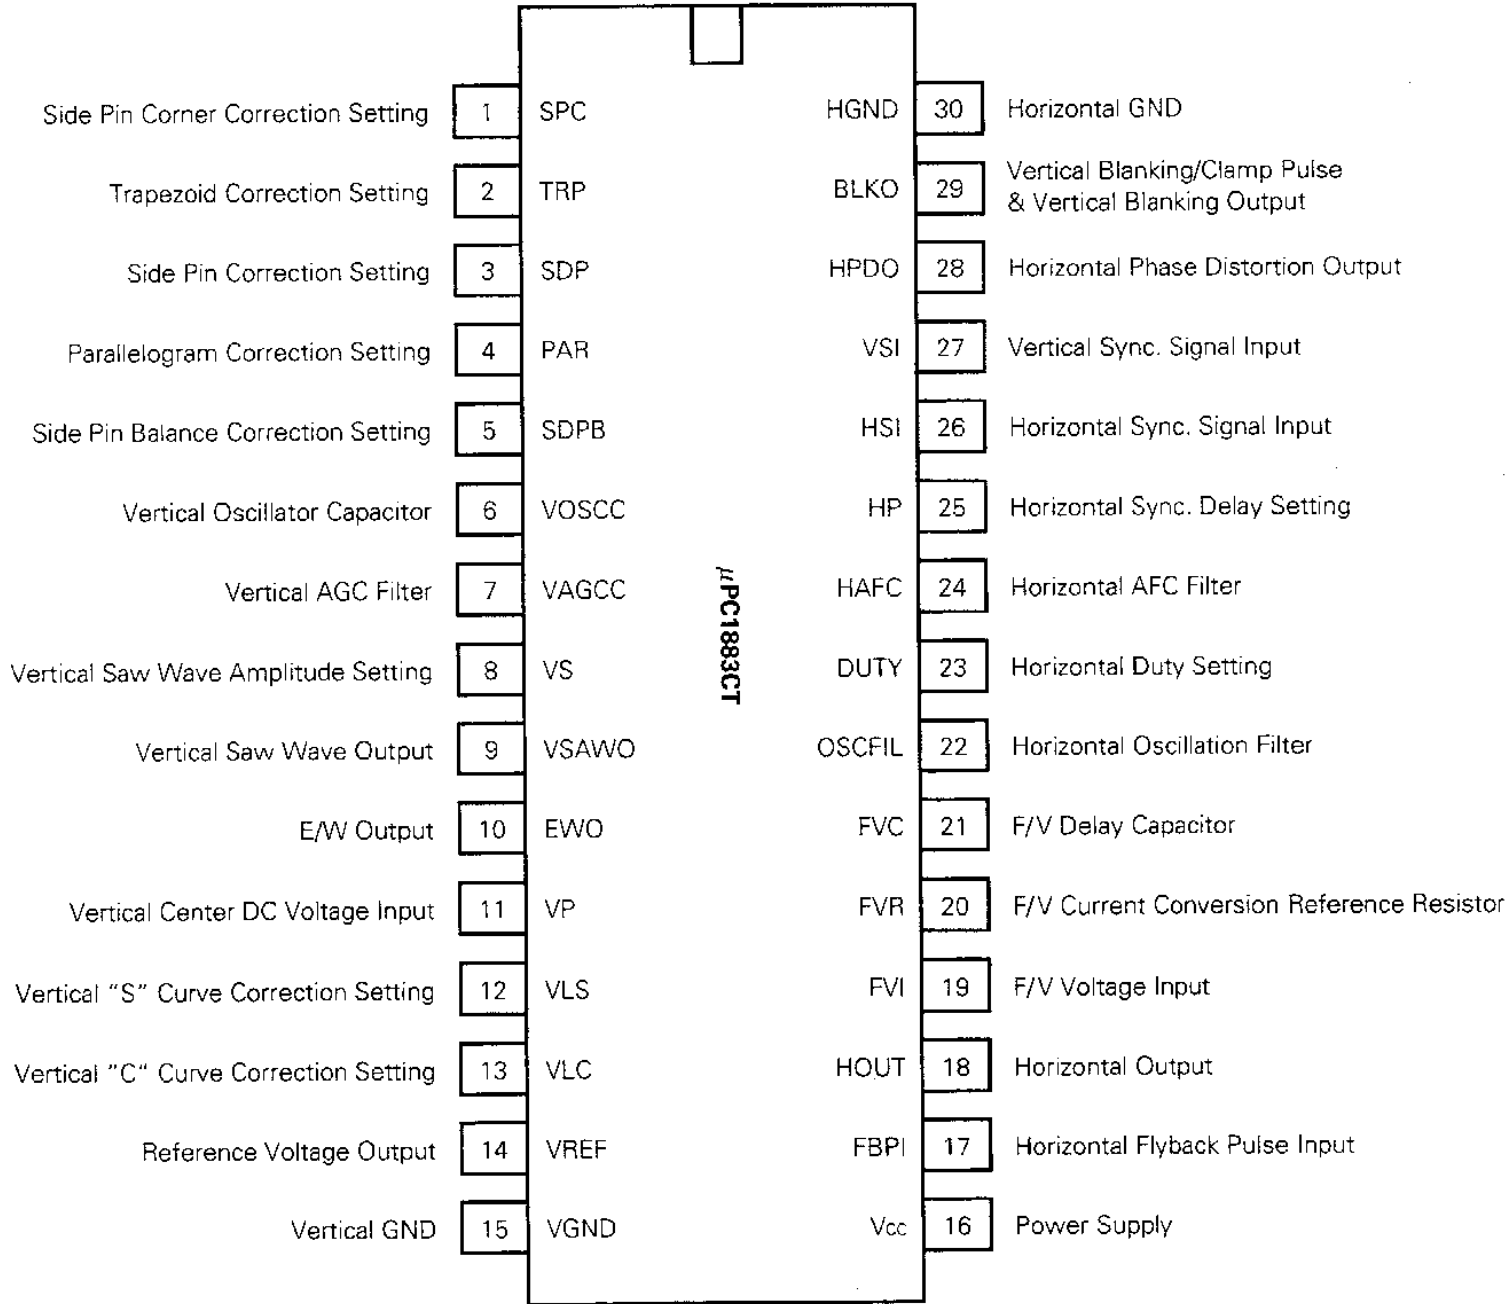 Side Pin Corner Correction Setting 1 SPC
Trapezoid Correction Setting 2 TRP
Side Pin Correction Setting 3 SDP
Parallelogram Correction Setting 4 PAR
Side Pin Balance Correction Setting 5 SDPB
Vertical Oscillator Capacitor 6 VOSCC
Vertical AGC Filter 7 VAGCC
Vertical Saw Wave Amplitude Setting 8 VS
Vertical Saw Wave Output 9 VSAWO
E/W Output 10 EWO
Vertical Center DC Voltage Input 11 VP
Vertical "S" Curve Correction Setting 12 VLS
Vertical "C" Curve Correction Setting 13 VLC
Reference Voltage Output 14 VREF
Vertical GND 15 VGND
μPC1883CT
HGND 30 Horizontal GND
BLKO 29 Vertical Blanking/Clamp Pulse
& Vertical Blanking Output
HPDO 28 Horizontal Phase Distortion Output
VSI 27 Vertical Sync. Signal Input
HSI 26 Horizontal Sync. Signal Input
HP 25 Horizontal Sync. Delay Setting
HAFC 24 Horizontal AFC Filter
DUTY 23 Horizontal Duty Setting
OSCFIL 22 Horizontal Oscillation Filter
FVC 21 F/V Delay Capacitor
FVR 20 F/V Current Conversion Reference Resistor
FVI 19 F/V Voltage Input
HOUT 18 Horizontal Output
FBPI 17 Horizontal Flyback Pulse Input
Vcc 16 Power Supply